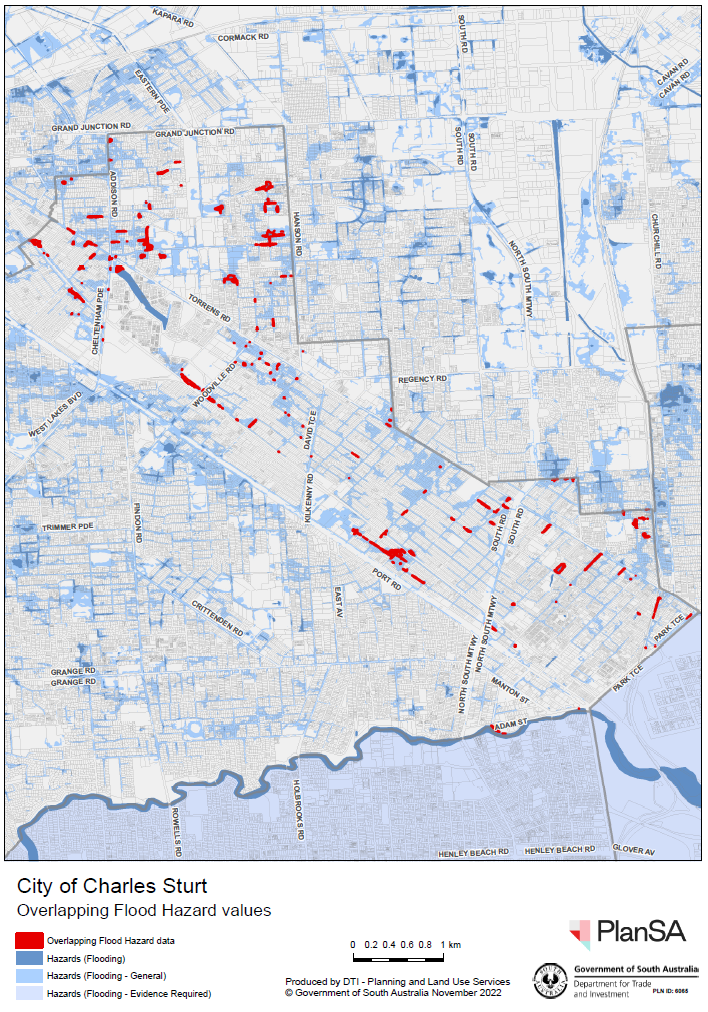 KAPARA RD
CORMACK RD
SOUTH RD
CAVAN RD
CAVAN RD
EASTERN PDE
GRAND JUNCTION RD
GRAND JUNCTION RD
SOUTH RD
SOUTH RD
ADDISON RD
HANSON RD
CHURCHILL RD
NORTH SOUTH MTWY
TORRENS RD
CHELTENHAM PDE
WOODVILLE RD
REGENCY RD
WEST LAKES BVD
DAVID TCE
KILKENNY RD
FINDON RD
TRIMMER PDE
SOUTH RD
SOUTH RD
PORT RD
EAST AV
CRITTENDEN RD
NORTH SOUTH MTWY
NORTH SOUTH MTWY
PARK TCE
PARK TCE
GRANGE RD
GRANGE RD
MANTON ST
ADAM ST
ROWELLS RD
HOLBROOKS RD
HENLEY BEACH RD
HENLEY BEACH RD
GLOVER AV
City of Charles Sturt
Overlapping Flood Hazard values
Overlapping Flood Hazard data
Hazards (Flooding)
Hazards (Flooding - General)
Hazards (Flooding - Evidence Required)
0 0.2 0.4 0.6 0.8 1 km
Produced by DTI - Planning and Land Use Services
© Government of South Australia November 2022
PlanSA
SOUTH AUSTRALIA
Government of South Australia
Department for Trade
and Investment
PLN ID: 6065